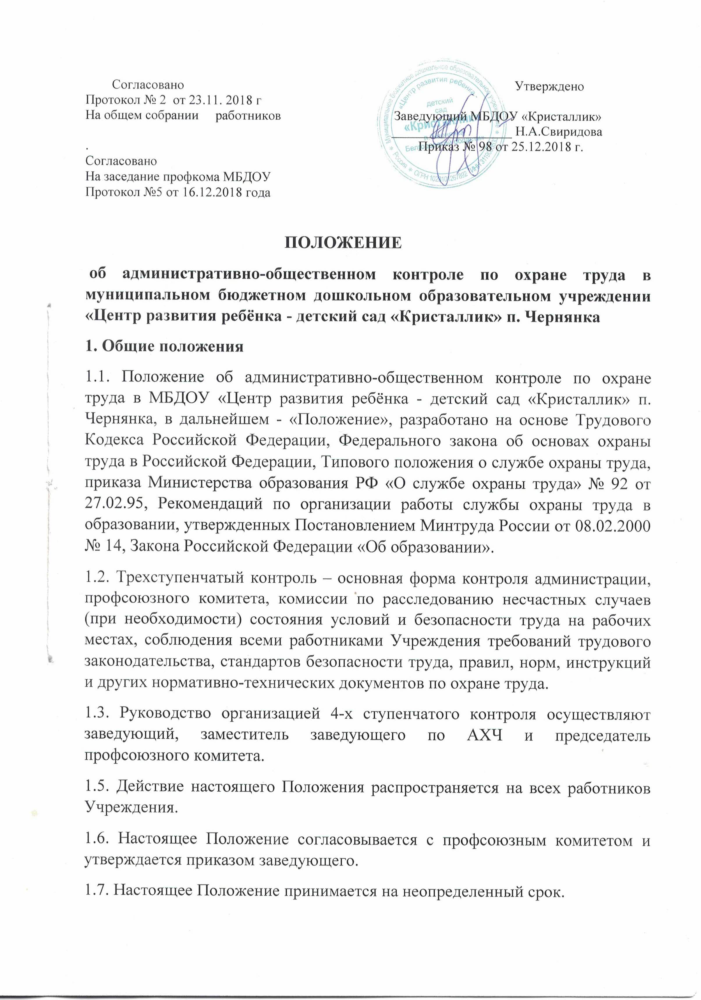 Согласовано
Протокол № 2 от 23.11. 2018 г
На общем собрании работников
.
Согласовано
На заседание профкома МБДОУ
Протокол №5 от 16.12.2018 года
Утверждено
Заведующий МБДОУ «Кристаллик»
Н.А.Свиридова
Приказ № 98 от 25.12.2018 г.
Муниципальное бюджетное дошкольное образовательное учреждение
Россия * ОГРН 1023101267892 * ИНН
«Центр развития ребенка -
детский
сад
«Кристаллик»
Белгородской области»
ПОЛОЖЕНИЕ
об административно-общественном контроле по охране труда в
муниципальном бюджетном дошкольном образовательном учреждении
«Центр развития ребёнка - детский сад «Кристаллик» п. Чернянка
1. Общие положения
1.1. Положение об административно-общественном контроле по охране
труда в МБДОУ «Центр развития ребёнка - детский сад «Кристаллик» п.
Чернянка, в дальнейшем - «Положение», разработано на основе Трудового
Кодекса Российской Федерации, Федерального закона об основах охраны
труда в Российской Федерации, Типового положения о службе охраны труда,
приказа Министерства образования РФ «О службе охраны труда» № 92 от
27.02.95, Рекомендаций по организации работы службы охраны труда в
образовании, утвержденных Постановлением Минтруда России от 08.02.2000
№ 14, Закона Российской Федерации «Об образовании».
1.2. Трехступенчатый контроль – основная форма контроля администрации,
профсоюзного комитета, комиссии по расследованию несчастных случаев
(при необходимости) состояния условий и безопасности труда на рабочих
местах, соблюдения всеми работниками Учреждения требований трудового
законодательства, стандартов безопасности труда, правил, норм, инструкций
и других нормативно-технических документов по охране труда.
1.3. Руководство организацией 4-х ступенчатого контроля осуществляют
заведующий, заместитель заведующего по АХЧ и председатель
профсоюзного комитета.
1.5. Действие настоящего Положения распространяется на всех работников
Учреждения.
1.6. Настоящее Положение согласовывается с профсоюзным комитетом и
утверждается приказом заведующего.
1.7. Настоящее Положение принимается на неопределенный срок.